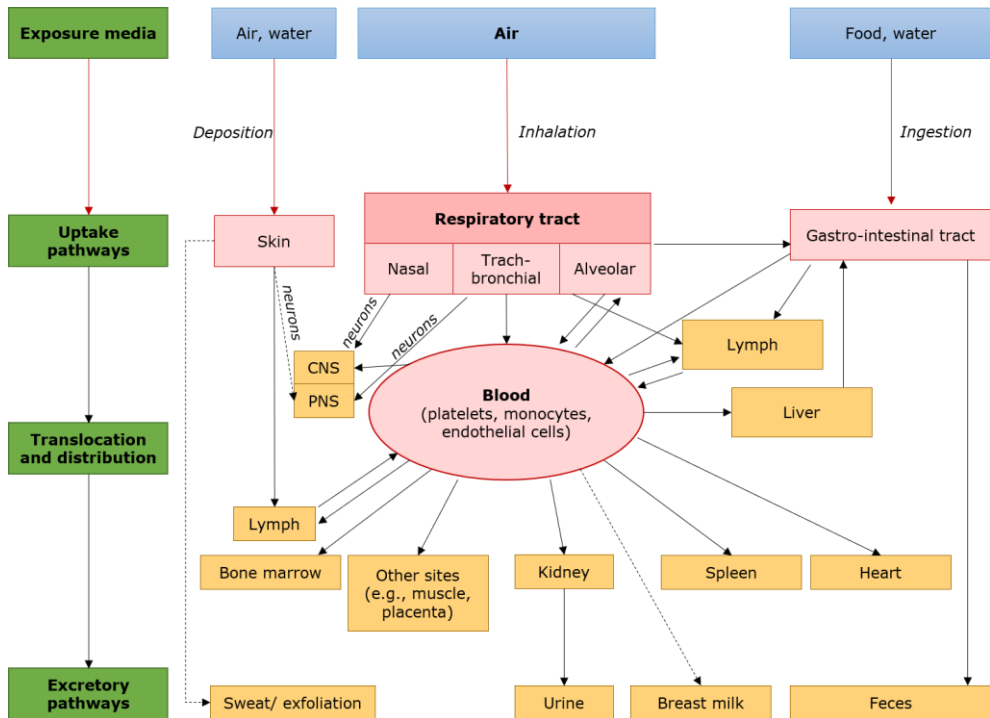 Exposure media
Air, water
Air
Food, water
Deposition
Inhalation
Ingestion
Uptake
pathways
Skin
Respiratory tract
Nasal
Trach-
bronchial
Alveolar
Gastro-intestinal tract
neurons
neurons
neurons
CNS
PNS
Lymph
Blood
(platelets, monocytes,
endothelial cells)
Liver
Translocation
and distribution
Lymph
Bone marrow
Other sites
(e.g., muscle,
placenta)
Kidney
Spleen
Heart
Excretory
pathways
Sweat/ exfoliation
Urine
Breast milk
Feces